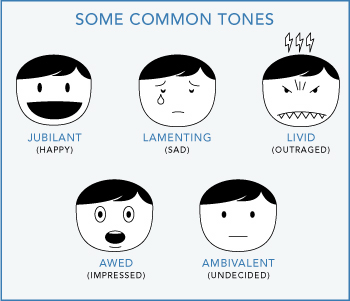 SOME COMMON TONES
JUBILANT
(HAPPY)
LAMENTING
(SAD)
LIVID
(OUTRAGED)
AWED
(IMPRESSED)
AMBIVALENT
(UNDECIDED)